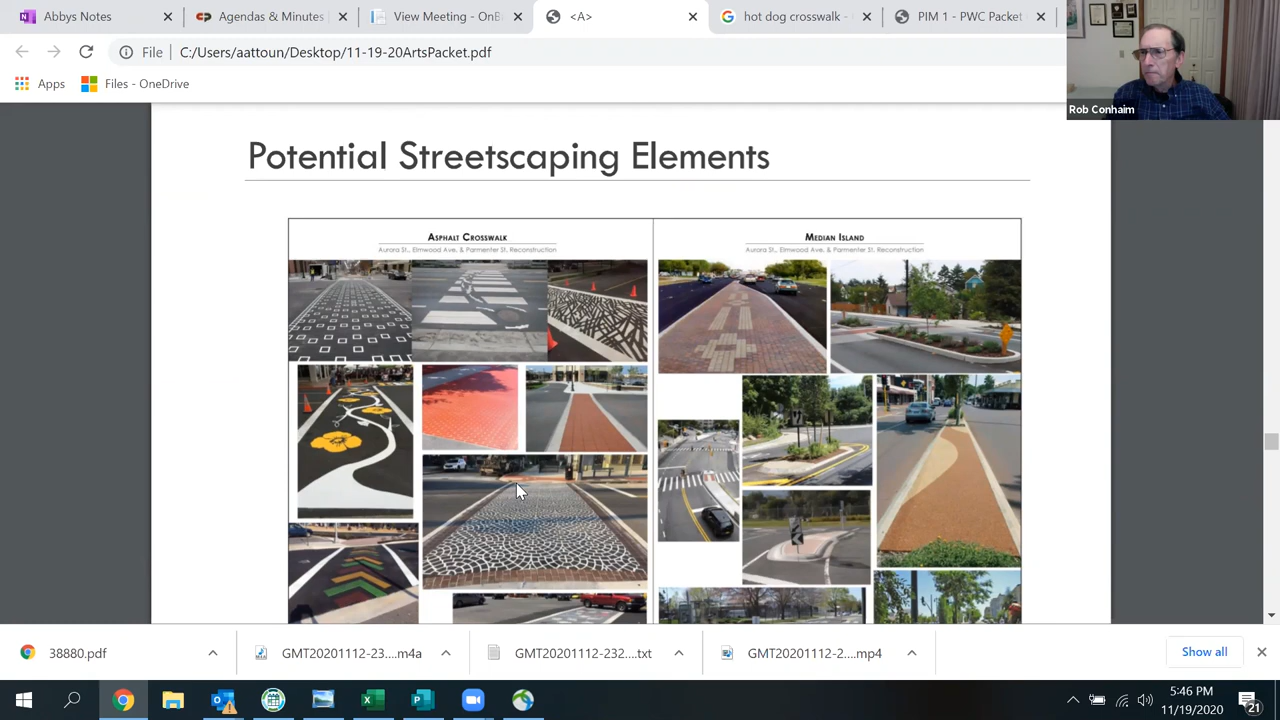 Abbys Notes
Agendas & Minutes
View Meeting - OnB
<A>
hot dog crosswalk -
PIM 1 - PWC Packet
File
C:/Users/aattoun/Desktop/11-19-20ArtsPacket.pdf
Apps
Files - OneDrive
Rob Conhaim
Potential Streetscaping Elements
ASPHALT CROSSWALK
Aurora St., Elmwood Ave. & Parmenter St. Reconstruction
MEDIAN ISLAND
Aurora St., Elmwood Ave. & Parmenter St. Reconstruction
38880.pdf
GMT20201112-23....m4a
GMT20201112-232....txt
GMT20201112-2....mp4
Show all
5:46 PM
11/19/2020
21